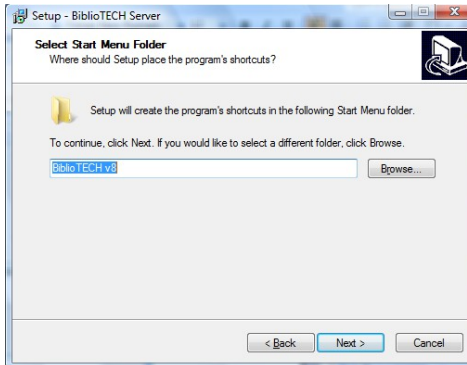 Setup - BiblioTECH Server
Select Start Menu Folder
Where should Setup place the program's shortcuts?
Setup will create the program's shortcuts in the following Start Menu folder.
To continue, click Next. If you would like to select a different folder, click Browse.
BiblioTECH v8
Browse...
< Back Next > Cancel